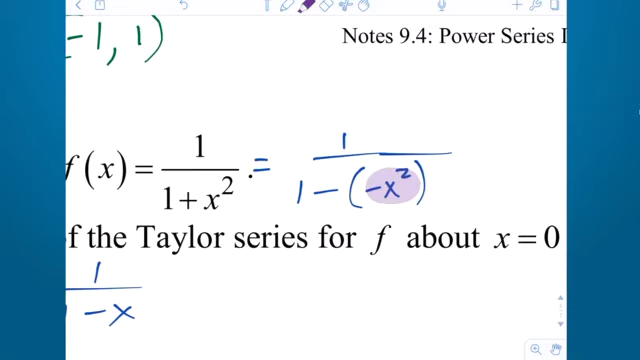 -1, 1)
Notes 9.4: Power Series I
f(x) = 1/(1 + x²). = 1/(1 - (-x²))
of the Taylor series for f about x = 0
1/(1 - x)